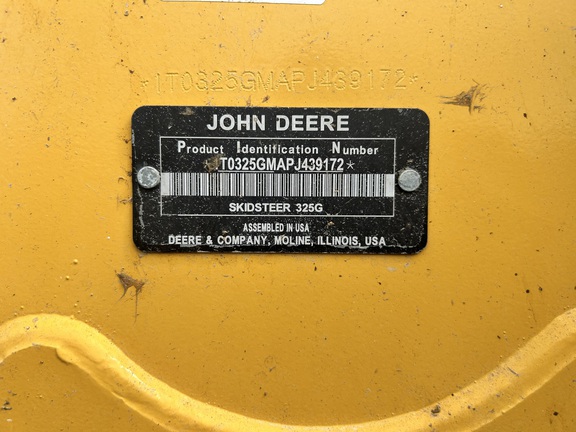 *1T0325GMAPJ439172*
JOHN DEERE
Product Identification Number
1T0325GMAPJ439172*
SKIDSTEER 325G
ASSEMBLED IN USA
DEERE & COMPANY, MOLINE, ILLINOIS, USA